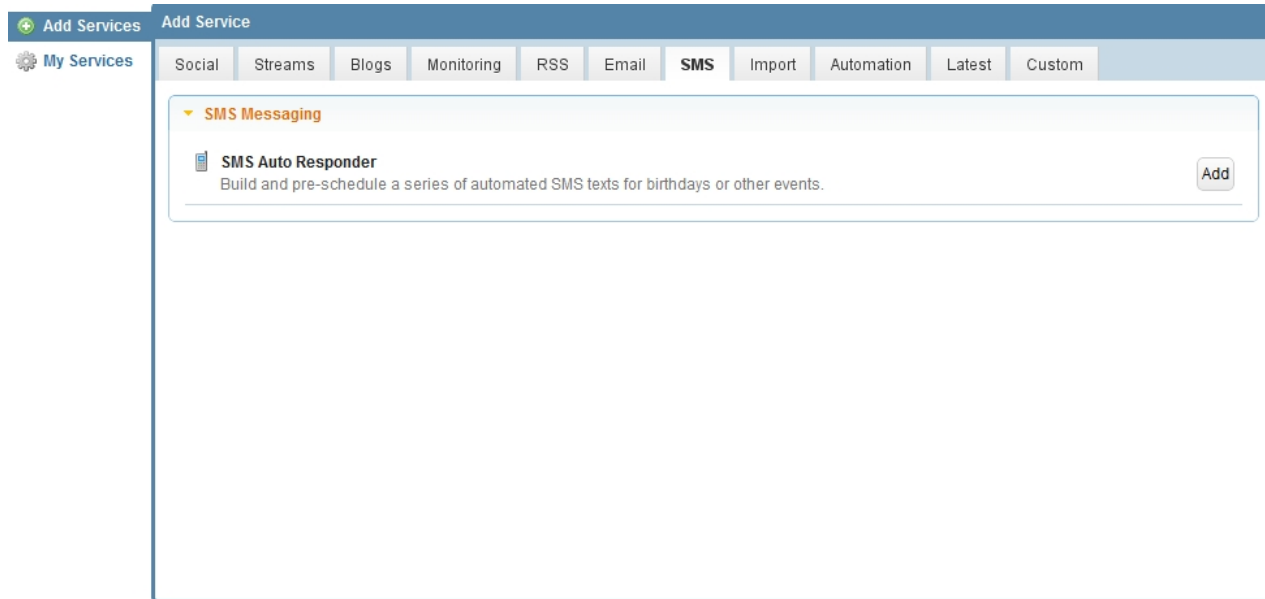 Add Services
Add Service
My Services
Social Streams Blogs Monitoring RSS Email SMS Import Automation Latest Custom
SMS Messaging
SMS Auto Responder
Build and pre-schedule a series of automated SMS texts for birthdays or other events.
Add